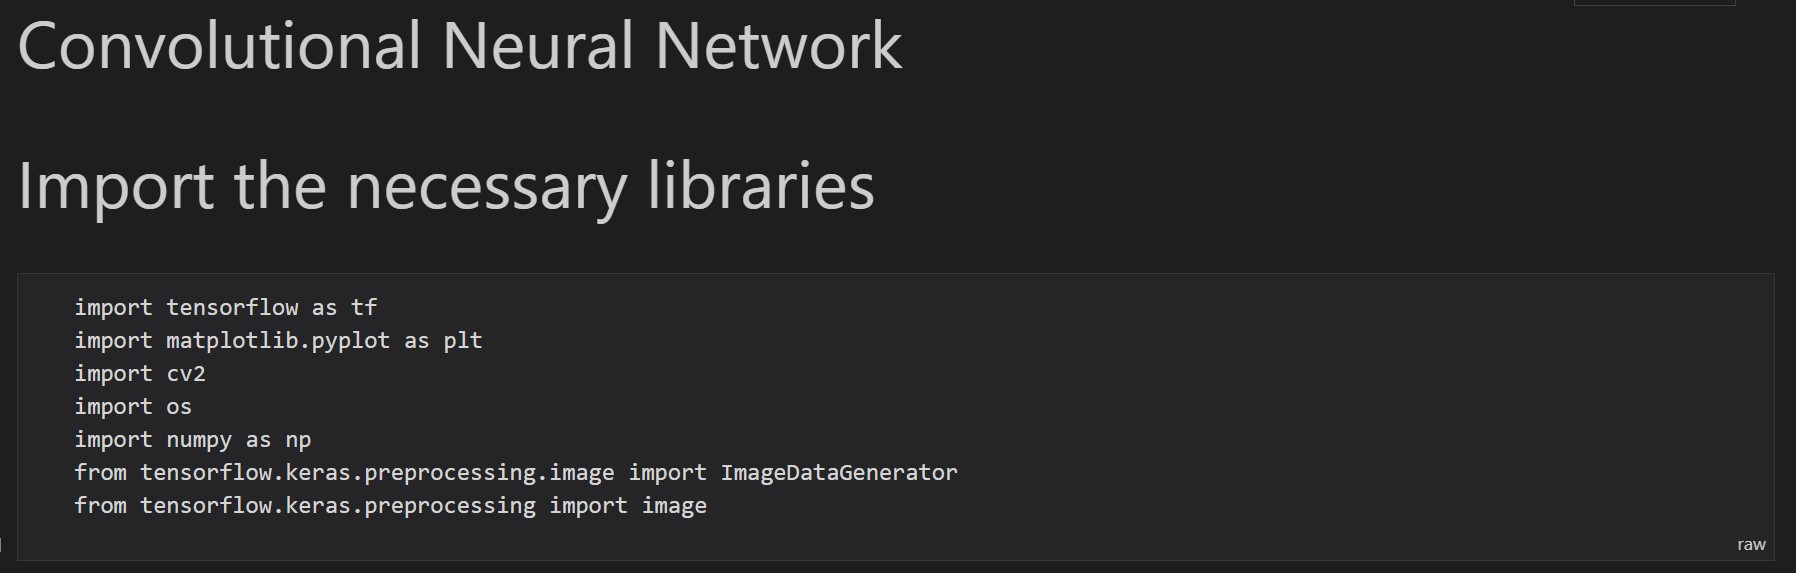 Convolutional Neural Network
Import the necessary libraries
import tensorflow as tf
import matplotlib.pyplot as plt
import cv2
import os
import numpy as np
from tensorflow.keras.preprocessing.image import ImageDataGenerator
from tensorflow.keras.preprocessing import image
raw